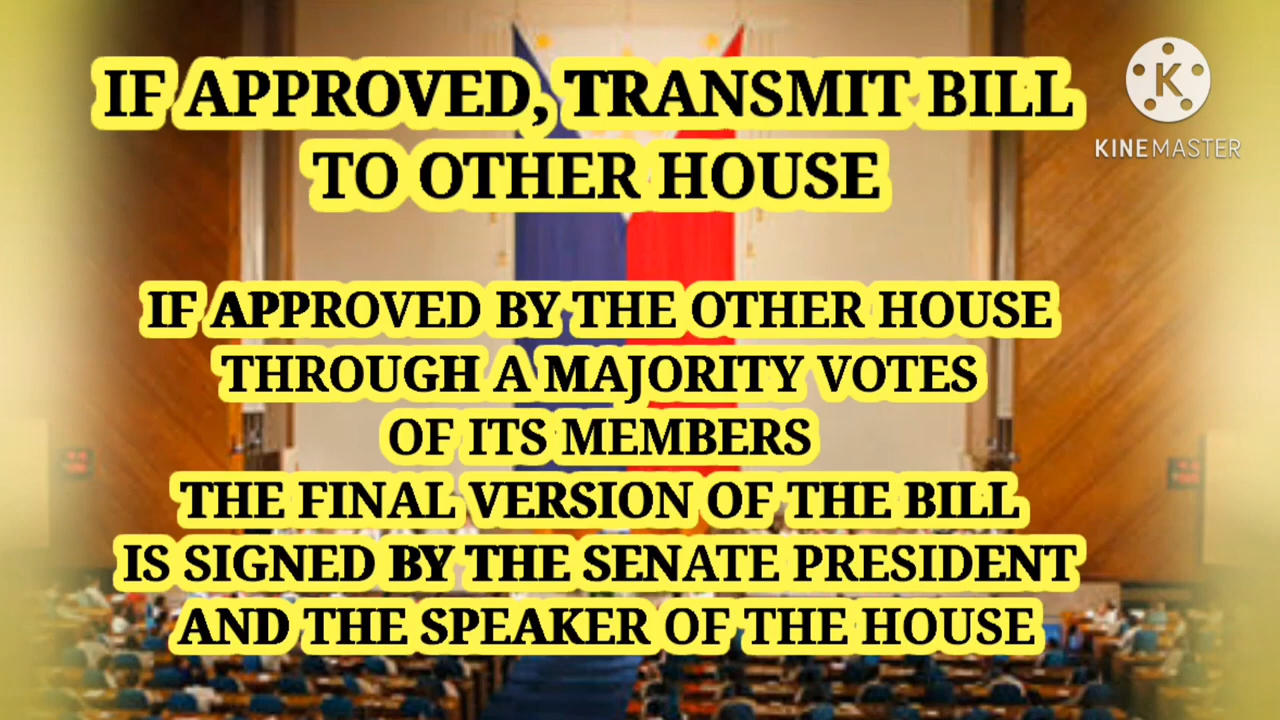 IF APPROVED, TRANSMIT BILL
TO OTHER HOUSE
K
KINEMASTER
IF APPROVED BY THE OTHER HOUSE
THROUGH A MAJORITY VOTES
OF ITS MEMBERS
THE FINAL VERSION OF THE BILL
IS SIGNED BY THE SENATE PRESIDENT
AND THE SPEAKER OF THE HOUSE